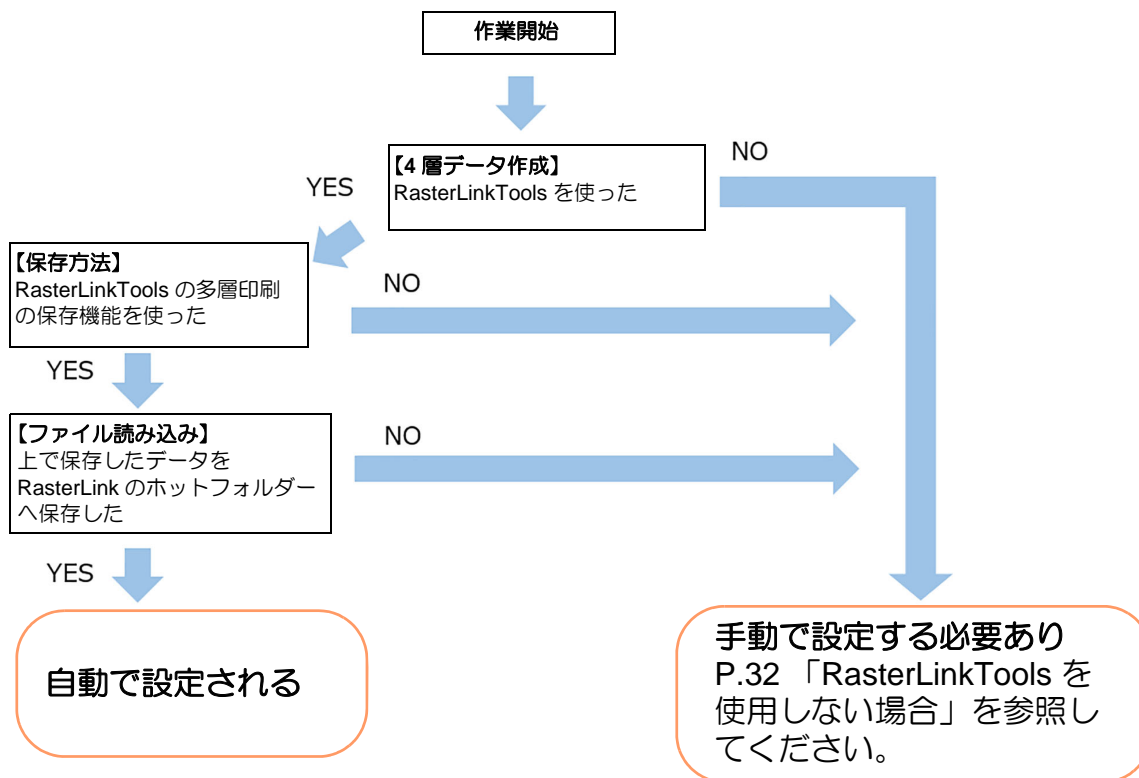 作業開始
【4 層データ作成】
RasterLinkTools を使った
NO
YES
【保存方法】
RasterLinkTools の多層印刷
の保存機能を使った
NO
YES
【ファイル読み込み】
上で保存したデータを
RasterLink のホットフォルダー
へ保存した
NO
YES
自動で設定される
手動で設定する必要あり
P.32 「RasterLinkTools を
使用しない場合」を参照し
てください。